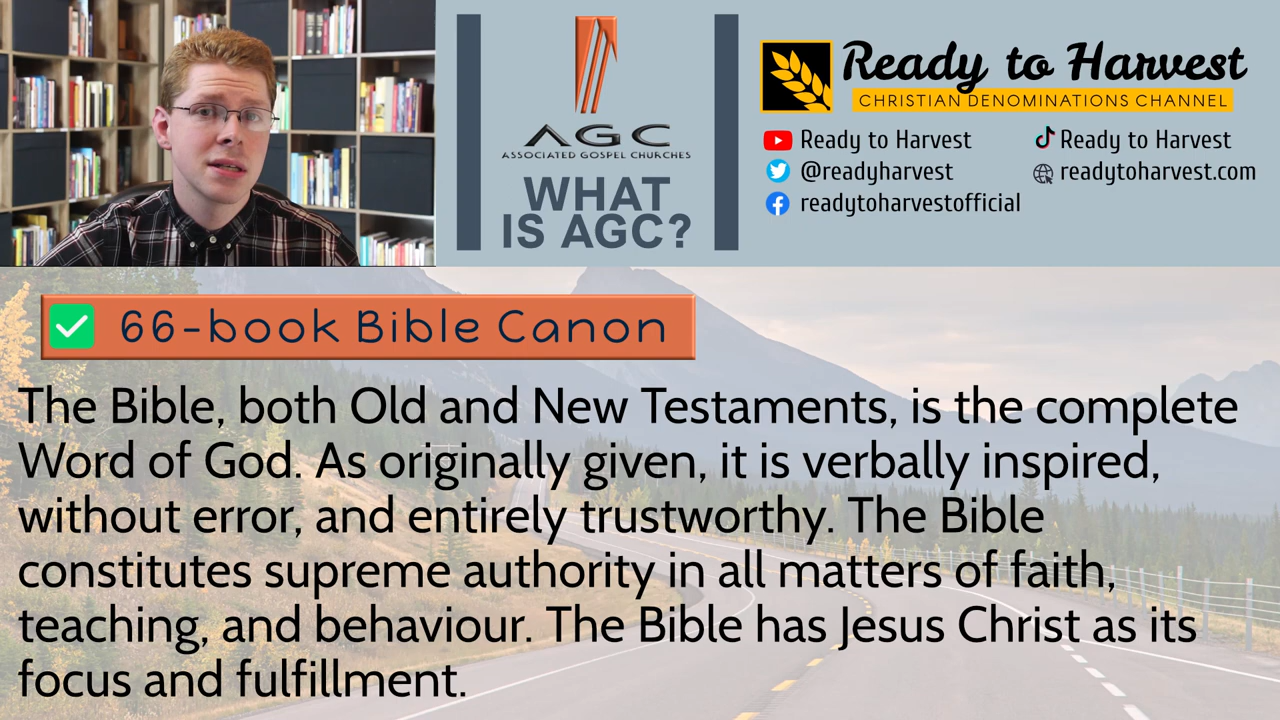 AGC
ASSOCIATED GOSPEL CHURCHES
WHAT
IS AGC?
Ready to Harvest
CHRISTIAN DENOMINATIONS CHANNEL
Ready to Harvest
Ready to Harvest
@readyharvest
readytoharvest.com
readytoharvestofficial
66-book Bible Canon
The Bible, both Old and New Testaments, is the complete
Word of God. As originally given, it is verbally inspired,
without error, and entirely trustworthy. The Bible
constitutes supreme authority in all matters of faith,
teaching, and behaviour. The Bible has Jesus Christ as its
focus and fulfillment.